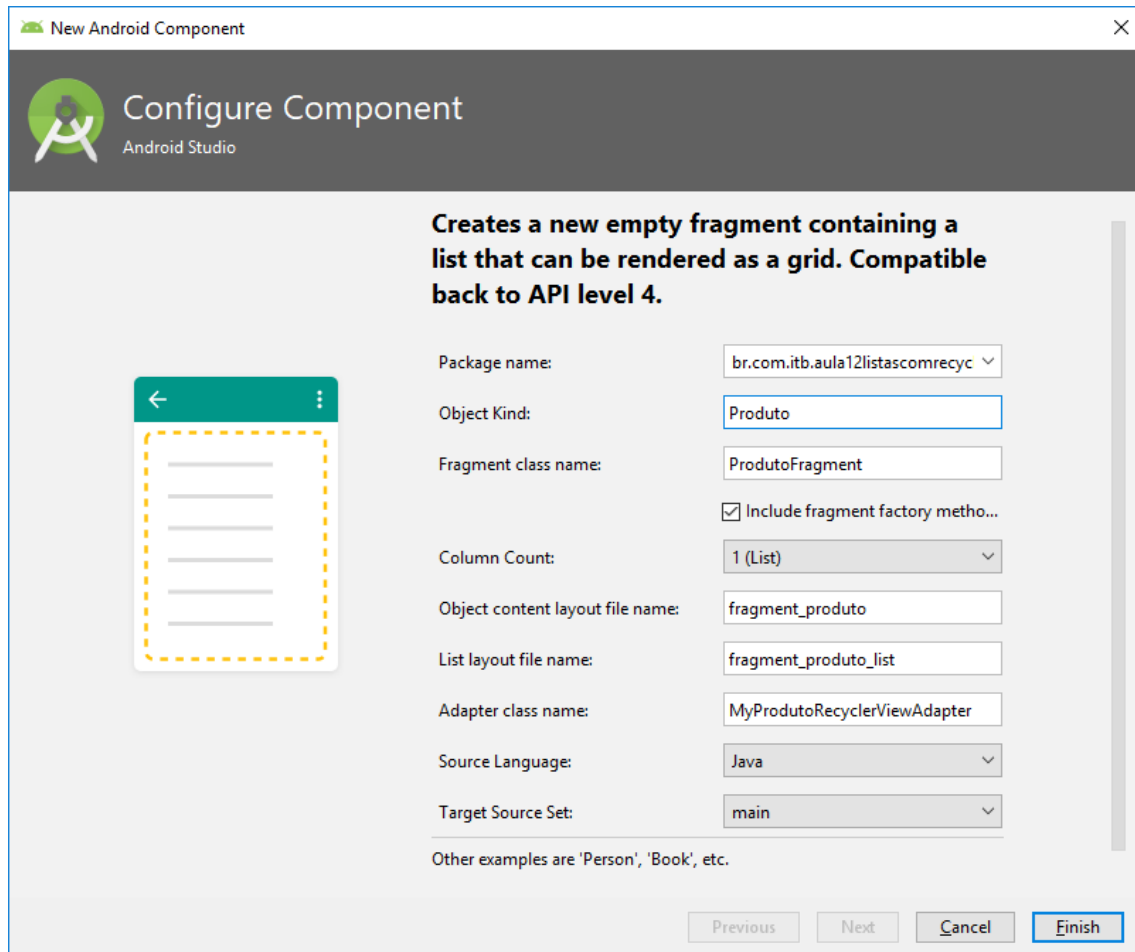 New Android Component
Configure Component
Android Studio
Creates a new empty fragment containing a
list that can be rendered as a grid. Compatible
back to API level 4.
Package name: br.com.itb.aula12listascomrecyc
Object Kind: Produto
Fragment class name: ProdutoFragment
Include fragment factory metho...
Column Count: 1 (List)
Object content layout file name: fragment_produto
List layout file name: fragment_produto_list
Adapter class name: MyProdutoRecyclerViewAdapter
Source Language: Java
Target Source Set: main
Other examples are 'Person', 'Book', etc.
Previous Next Cancel Finish